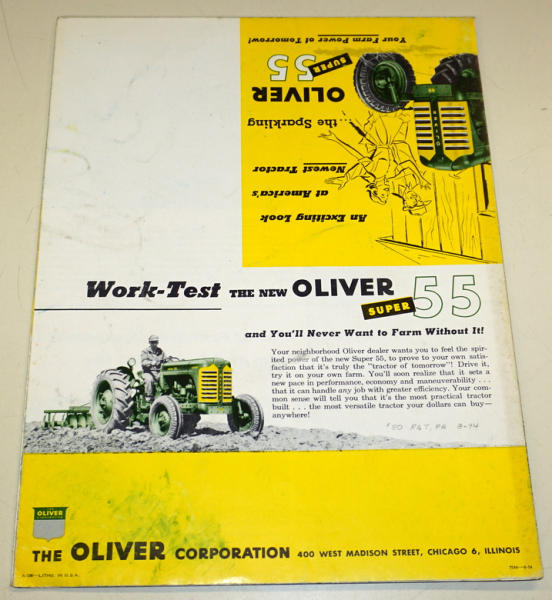 Your Farm Power of Tomorrow!
SUPER 55
OLIVER
...the Sparkling
Newest Tractor
at America's
An Exciting Look
OLIVER
Work-Test THE NEW OLIVER
SUPER 55
and You'll Never Want to Farm Without It!
Your neighborhood Oliver dealer wants you to feel the spir-
ited power of the new Super 55, to prove to your own satis-
faction that it's truly the "tractor of tomorrow"! Drive it,
try it on your own farm. You'll soon realize that it sets a
new pace in performance, economy and maneuverability . . .
that it can handle any job with greater efficiency. Your com-
mon sense will tell you that it's the most practical tractor
built . . . the most versatile tractor your dollars can buy—
anywhere!
OLIVER
THE OLIVER CORPORATION 400 WEST MADISON STREET, CHICAGO 6, ILLINOIS